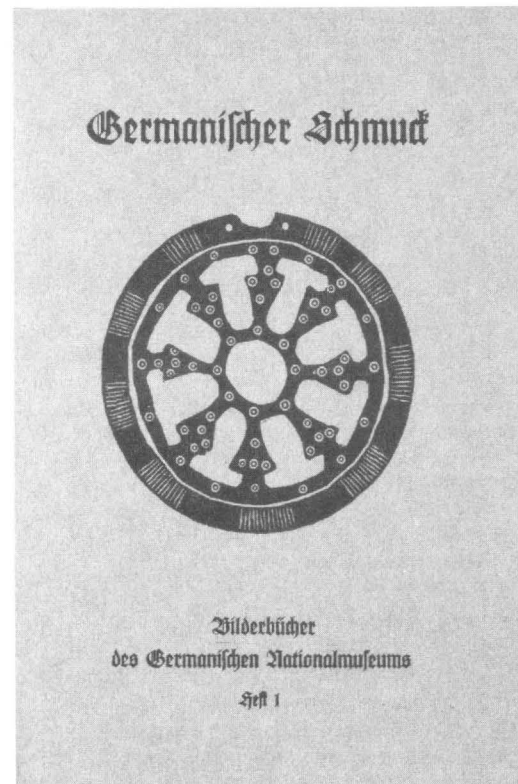 Germaniſcher Schmuck
Bilderbücher
des Germaniſchen Nationalmuſeums
Heft 1